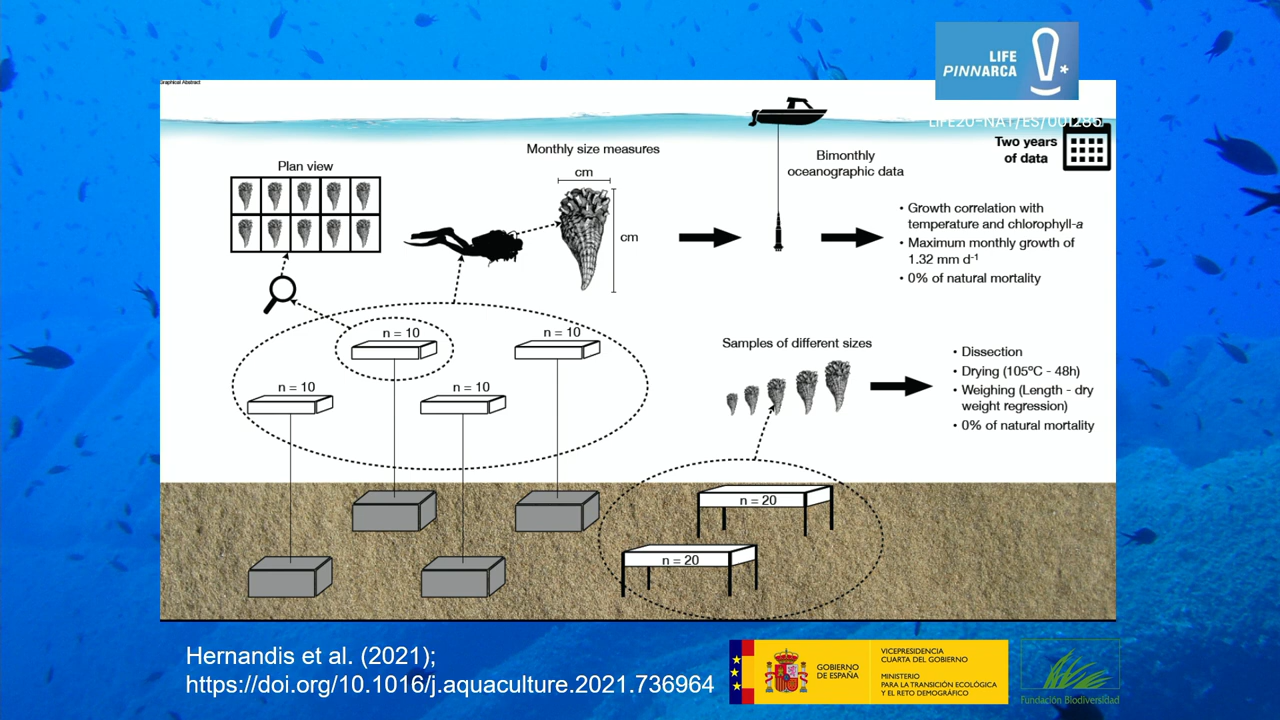 Graphical Abstract
LIFE
PINNARCA
LIFE20-NAT/ES/001265
Two years
of data
Monthly size measures
Plan view
cm
cm
Bimonthly
oceanographic data
• Growth correlation with
temperature and chlorophyll-a
• Maximum monthly growth of
1.32 mm d-1
• 0% of natural mortality
n = 10
n = 10
n = 10
n = 10
Samples of different sizes
• Dissection
• Drying (105ºC - 48h)
• Weighing (Length - dry
weight regression)
• 0% of natural mortality
n = 20
n = 20
Hernandis et al. (2021);
https://doi.org/10.1016/j.aquaculture.2021.736964
GOBIERNO
DE ESPAÑA
VICEPRESIDENCIA
CUARTA DEL GOBIERNO
MINISTERIO
PARA LA TRANSICIÓN ECOLÓGICA
Y EL RETO DEMOGRÁFICO
Fundación Biodiversidad